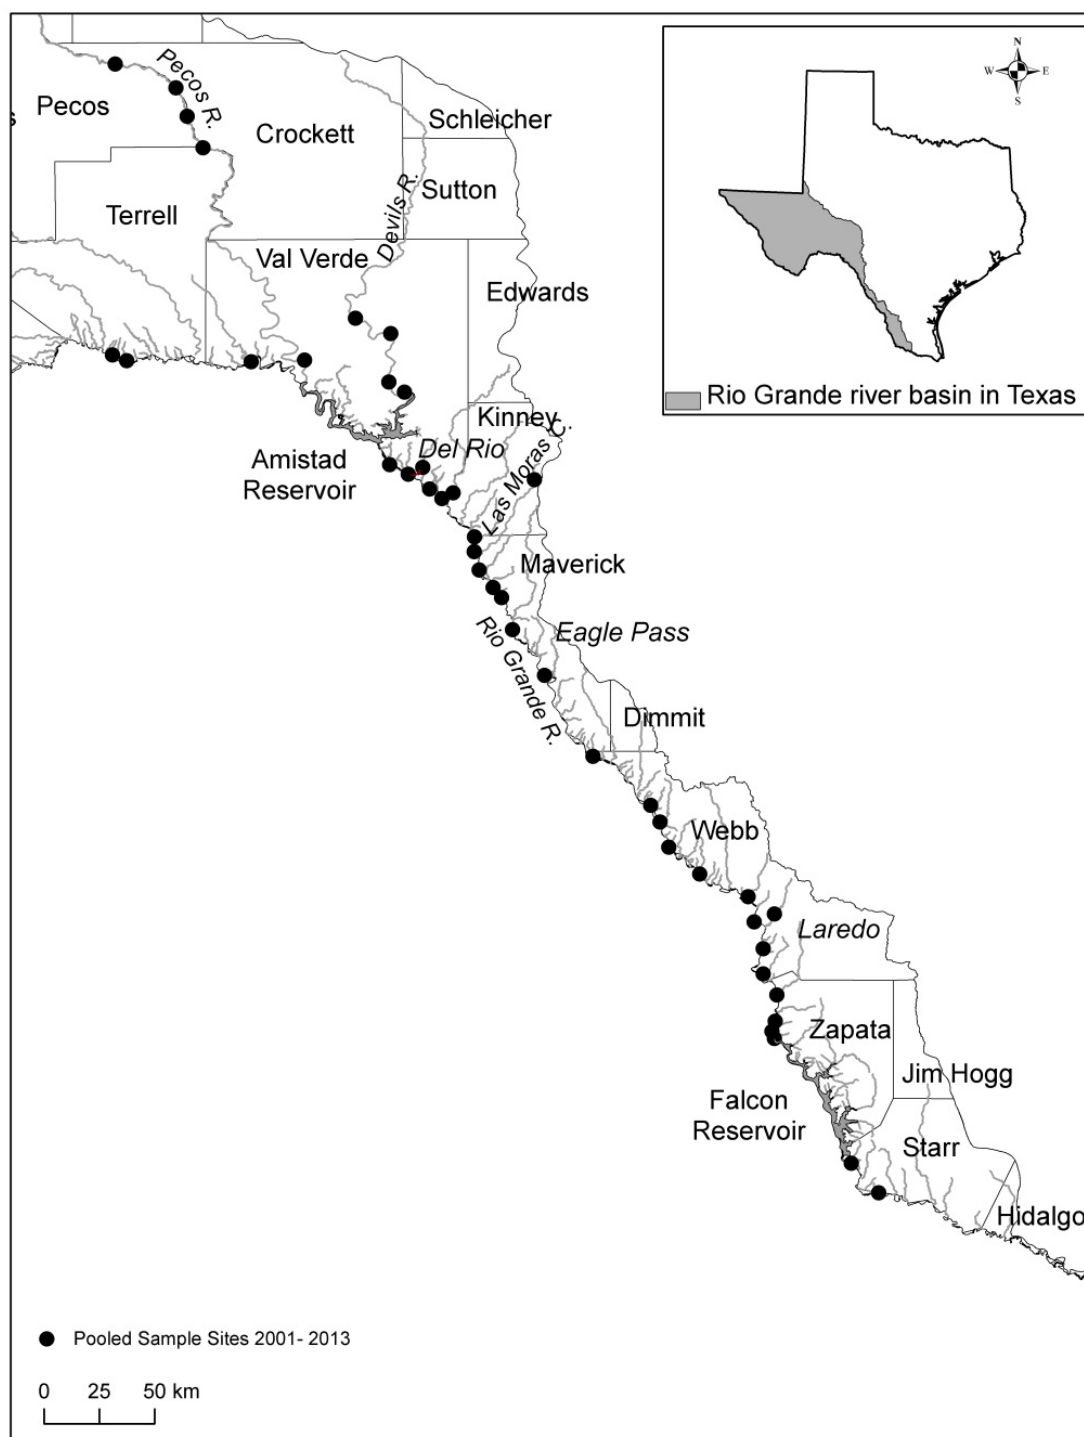 Pecos R.
Pecos
s
Crockett
Schleicher
Sutton
Terrell
Devils R.
Val Verde
Edwards
Kinney
Las Moras C.
Del Rio
Amistad
Reservoir
Maverick
Eagle Pass
Rio Grande R.
Dimmit
Webb
Laredo
Zapata
Jim Hogg
Falcon
Reservoir
Starr
Hidalgo
N
W E
S
Rio Grande river basin in Texas
Pooled Sample Sites 2001- 2013
0 25 50 km